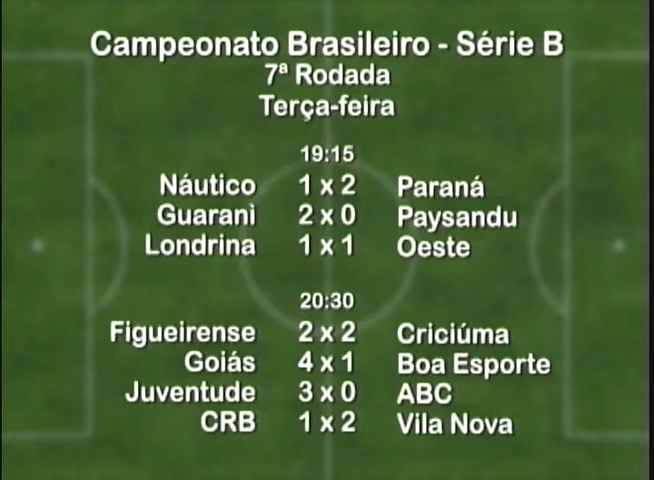 Campeonato Brasileiro - Série B
7ª Rodada
Terça-feira
19:15
Náutico 1 x 2 Paraná
Guarani 2 x 0 Paysandu
Londrina 1 x 1 Oeste
20:30
Figueirense 2 x 2 Criciúma
Goiás 4 x 1 Boa Esporte
Juventude 3 x 0 ABC
CRB 1 x 2 Vila Nova